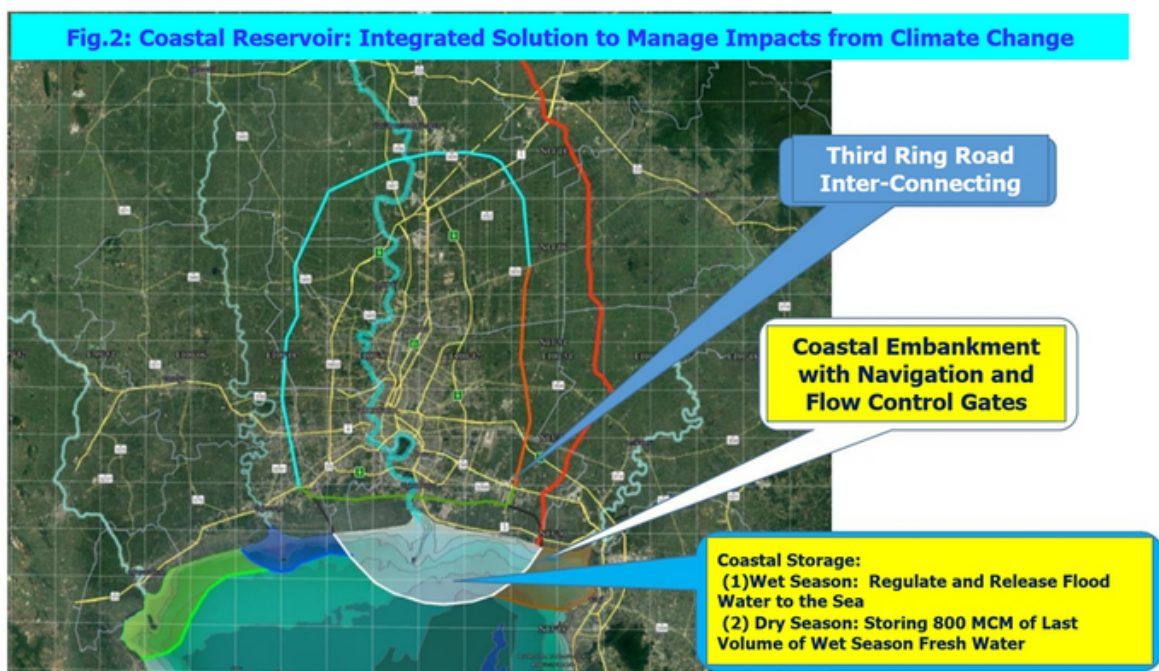 Fig.2: Coastal Reservoir: Integrated Solution to Manage Impacts from Climate Change
Third Ring Road
Inter-Connecting
Coastal Embankment
with Navigation and
Flow Control Gates
Coastal Storage:
(1)Wet Season: Regulate and Release Flood
Water to the Sea
(2) Dry Season: Storing 800 MCM of Last
Volume of Wet Season Fresh Water